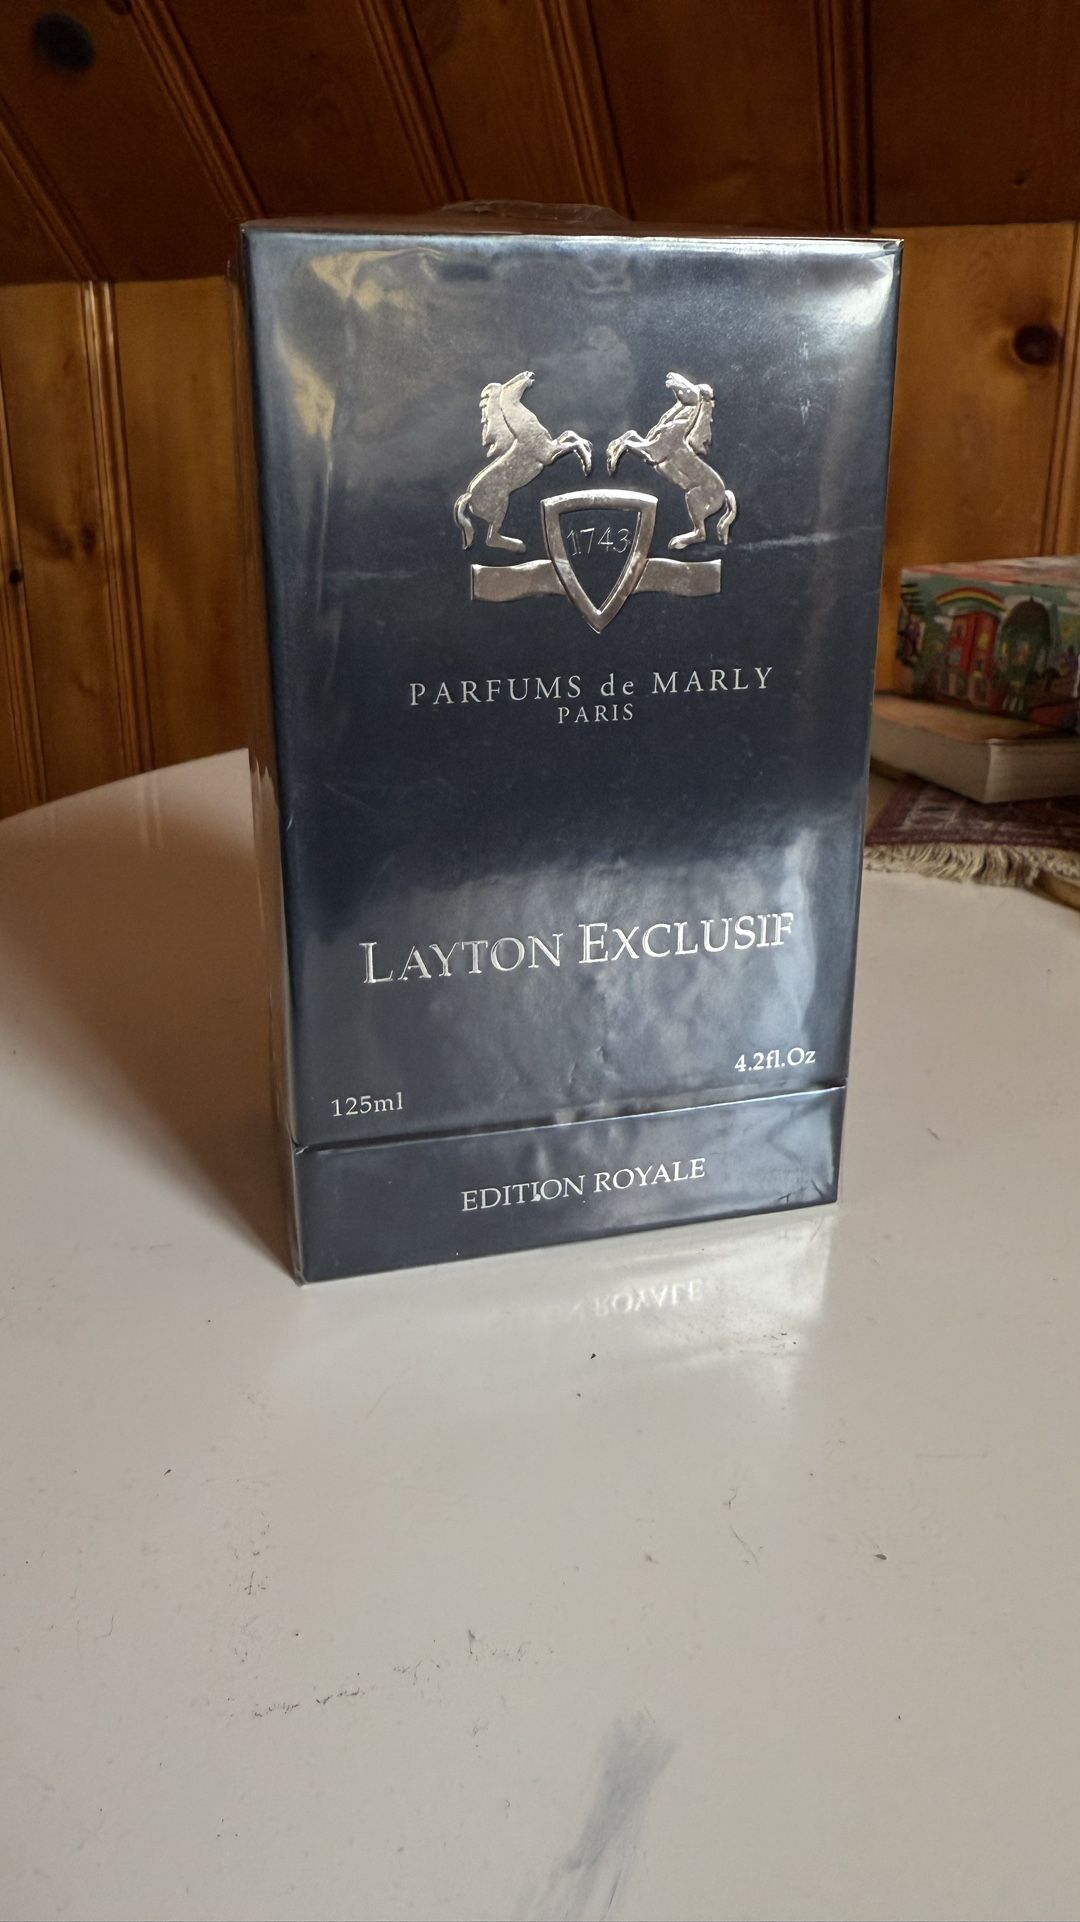 1743
PARFUMS de MARLY
PARIS
LAYTON EXCLUSIF
4.2fl.Oz
125ml
EDITION ROYALE